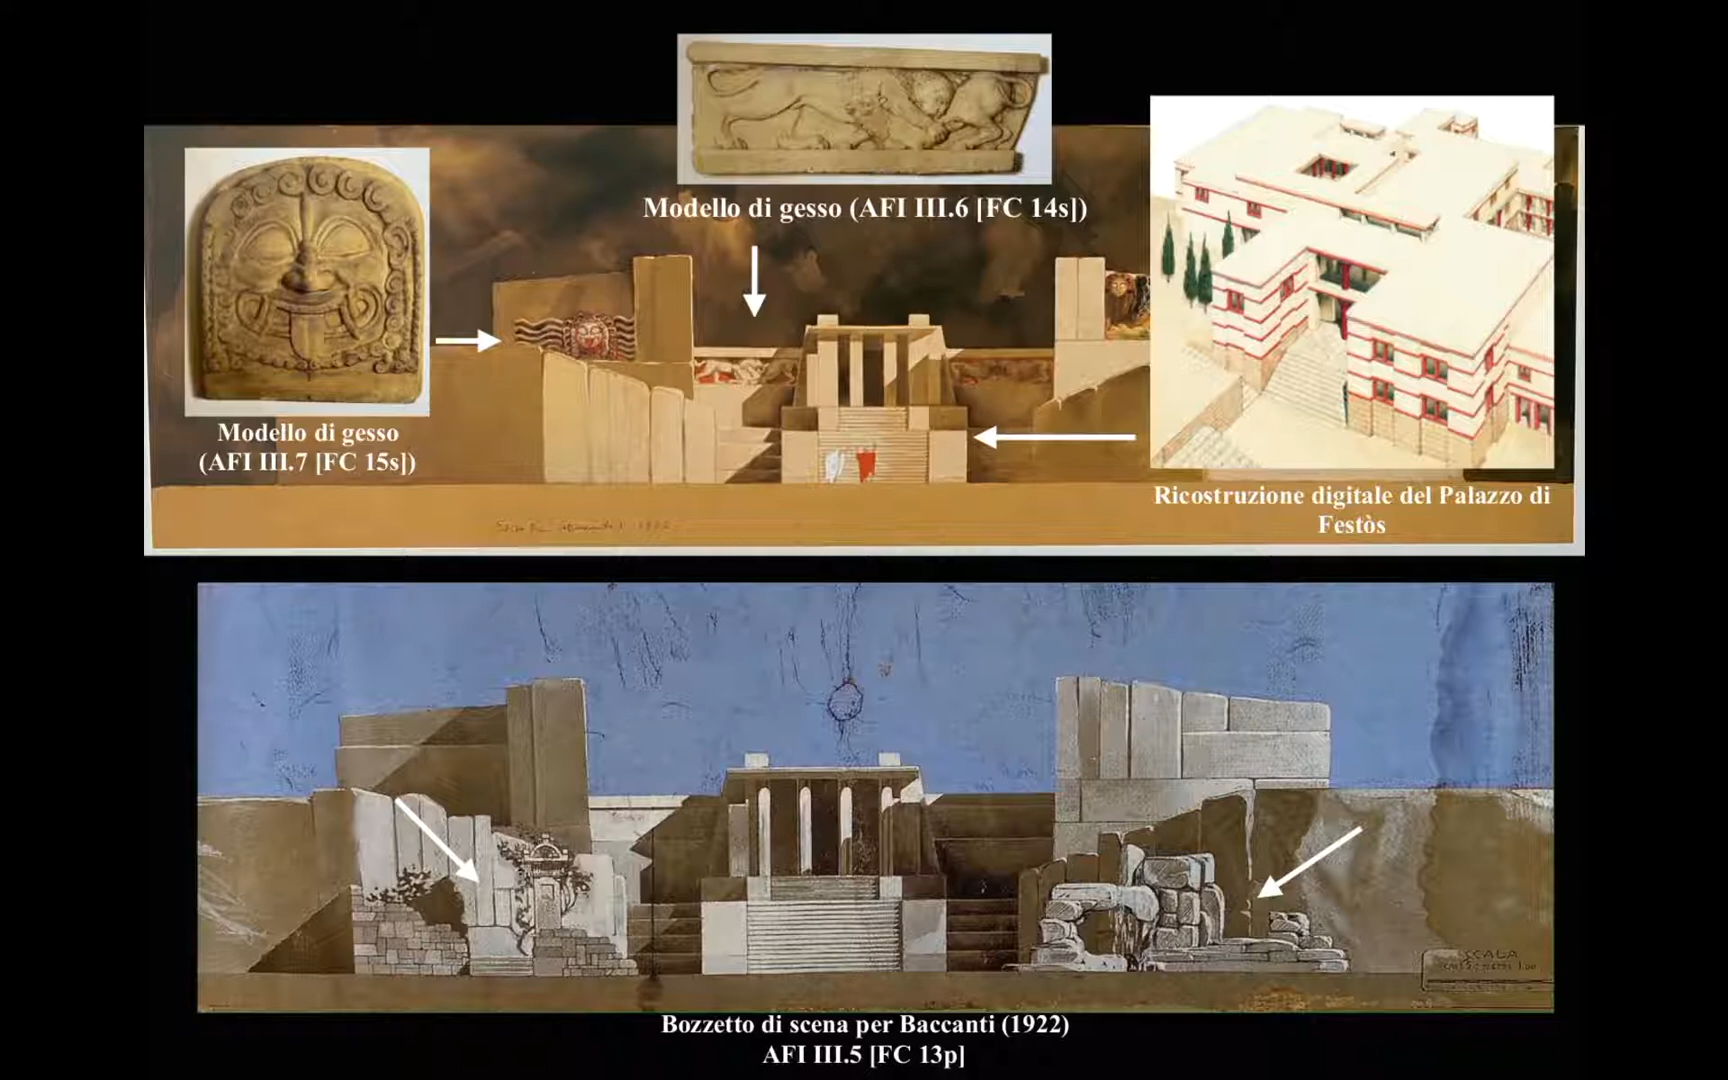 Modello di gesso (AFI III.6 [FC 14s])
Modello di gesso
(AFI III.7 [FC 15s])
Ricostruzione digitale del Palazzo di
Festòs
SCALA
Bozzetto di scena per Baccanti (1922)
AFI III.5 [FC 13p]